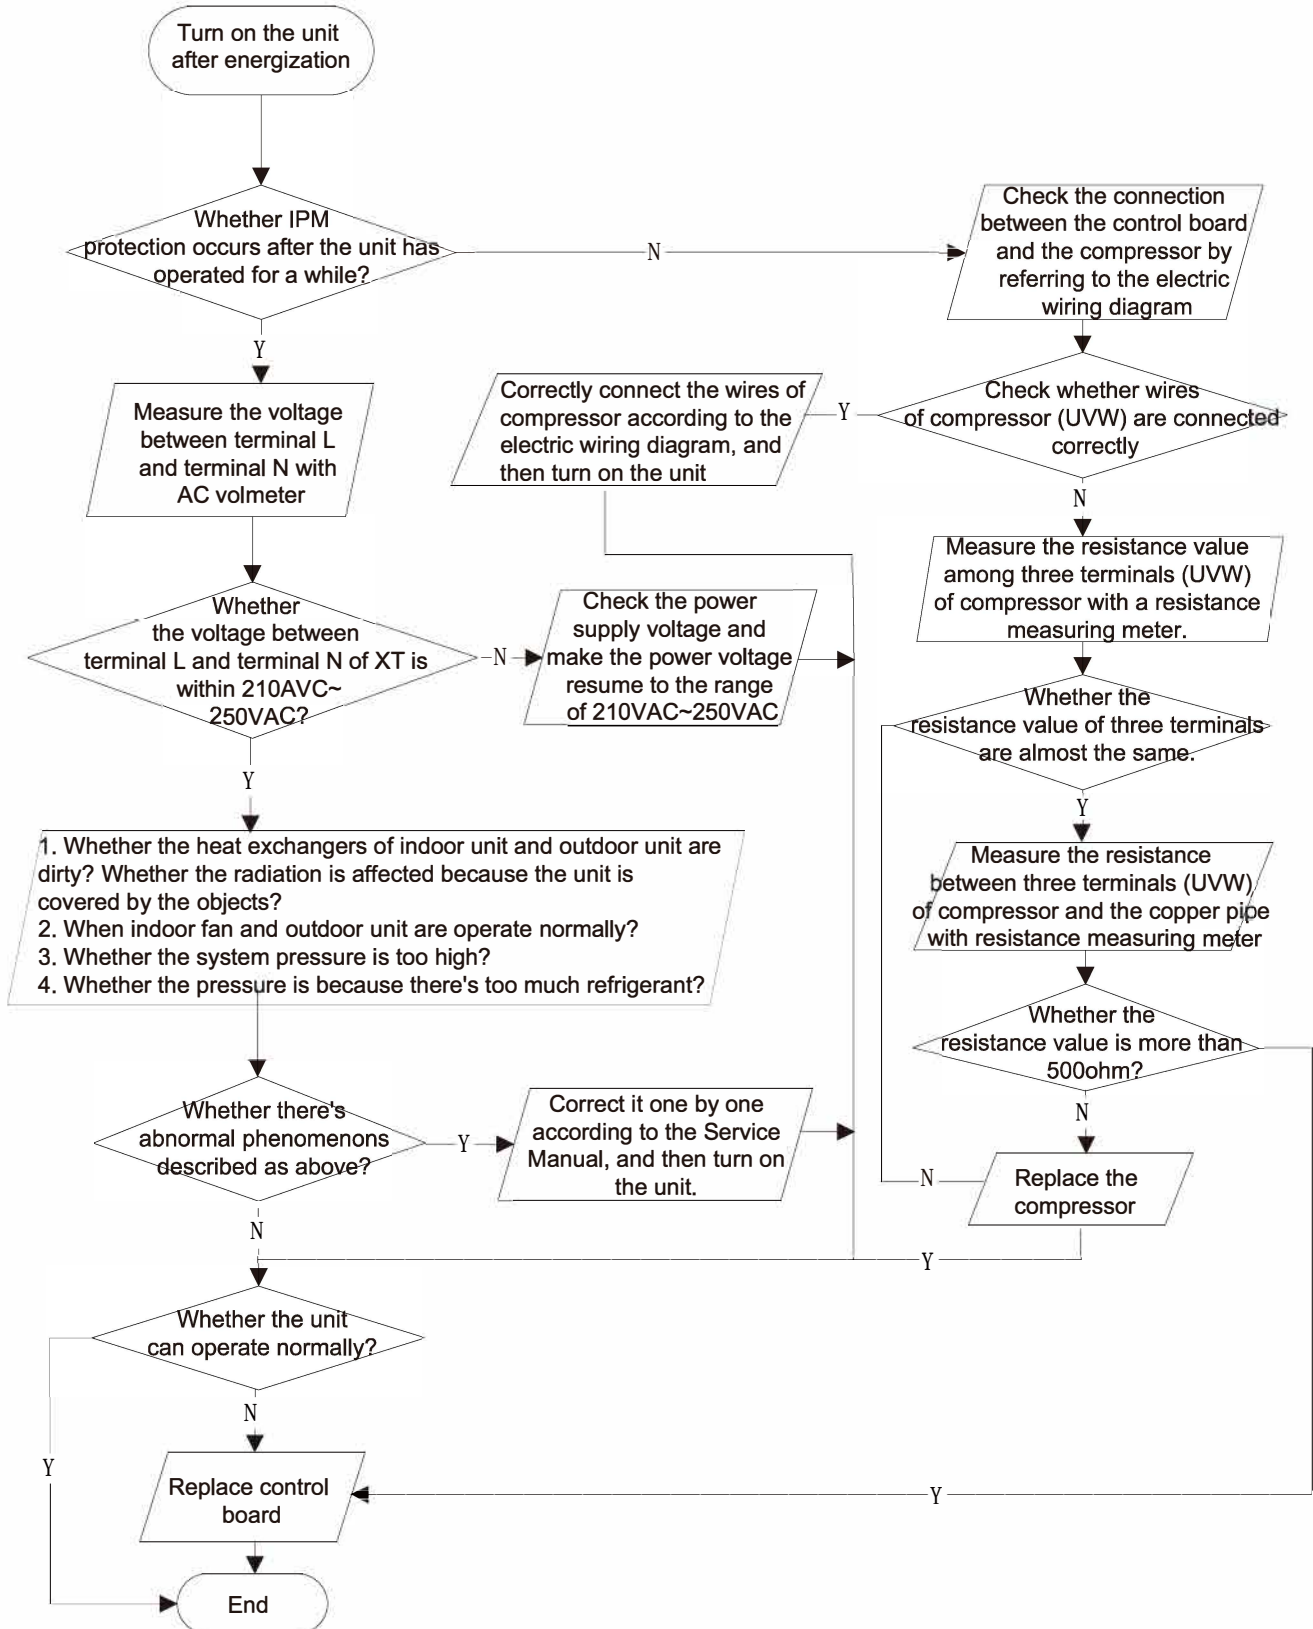 Turn on the unit
after energization
Whether IPM
protection occurs after the unit has
operated for a while?
N
Check the connection
between the control board
and the compressor by
referring to the electric
wiring diagram
Y
Measure the voltage
between terminal L
and terminal N with
AC volmeter
Correctly connect the wires of
compressor according to the
electric wiring diagram, and
then turn on the unit
Y
Check whether wires
of compressor (UVW) are connected
correctly
N
Measure the resistance value
among three terminals (UVW)
of compressor with a resistance
measuring meter.
Whether
the voltage between
terminal L and terminal N of XT is
within 210AVC~
250VAC?
N
Check the power
supply voltage and
make the power voltage
resume to the range
of 210VAC~250VAC
Whether the
resistance value of three terminals
are almost the same.
Y
Y
1. Whether the heat exchangers of indoor unit and outdoor unit are
dirty? Whether the radiation is affected because the unit is
covered by the objects?
2. When indoor fan and outdoor unit are operate normally?
3. Whether the system pressure is too high?
4. Whether the pressure is because there's too much refrigerant?
Measure the resistance
between three terminals (UVW)
of compressor and the copper pipe
with resistance measuring meter
Whether the
resistance value is more than
500ohm?
N
Whether there's
abnormal phenomenons
described as above?
Y
Correct it one by one
according to the Service
Manual, and then turn on
the unit.
N
Replace the
compressor
N
Y
Whether the unit
can operate normally?
N
Y
Replace control
board
Y
End